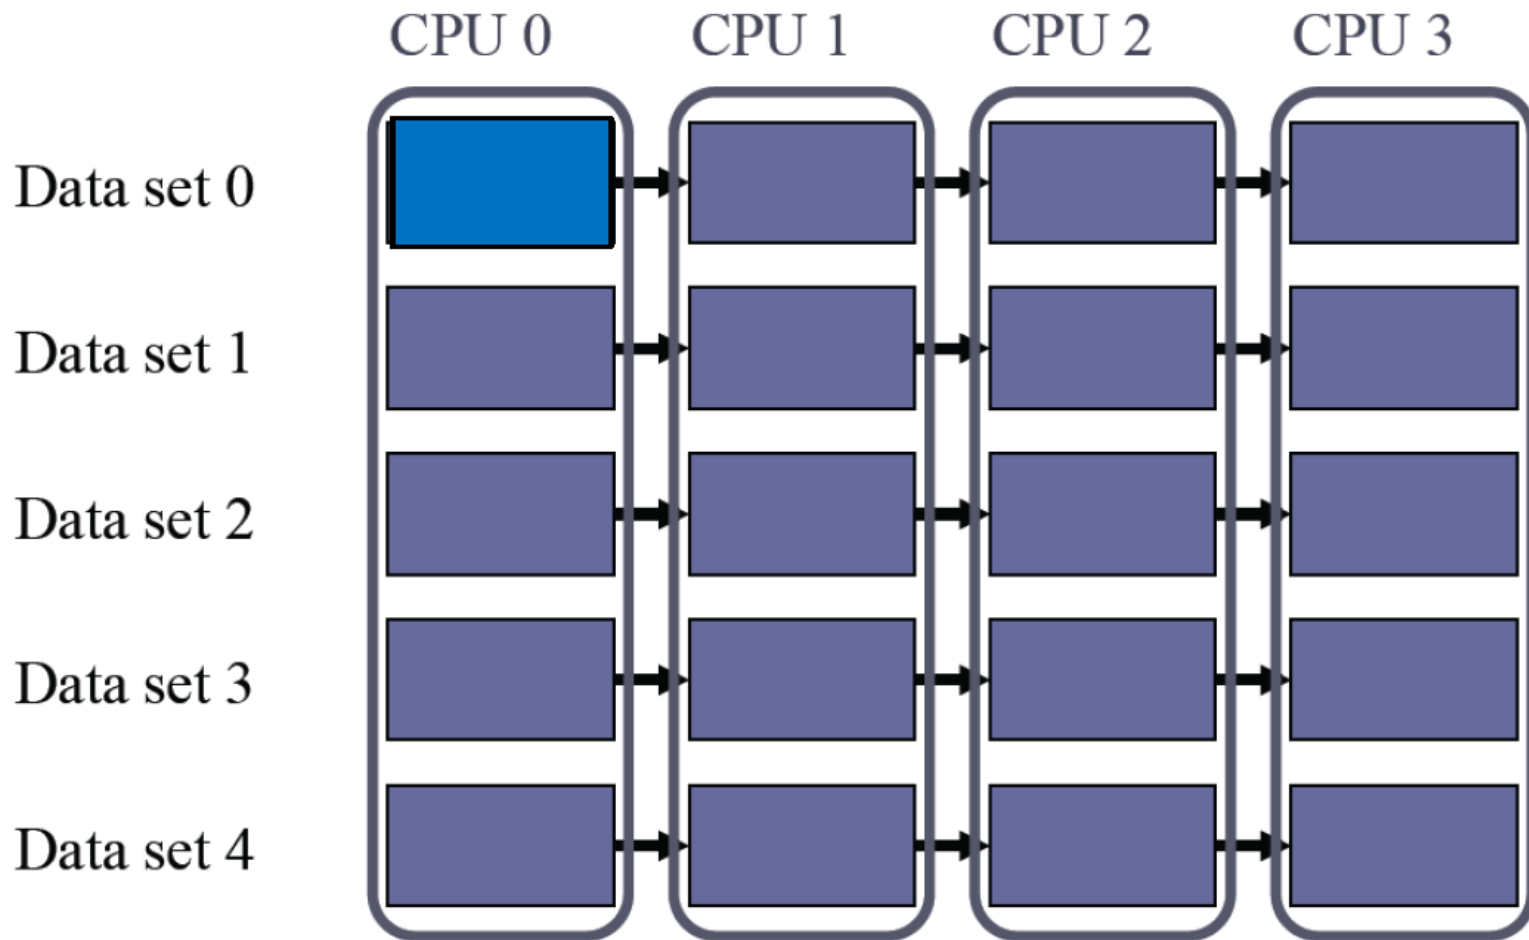 CPU 0 CPU 1 CPU 2 CPU 3
Data set 0
Data set 1
Data set 2
Data set 3
Data set 4